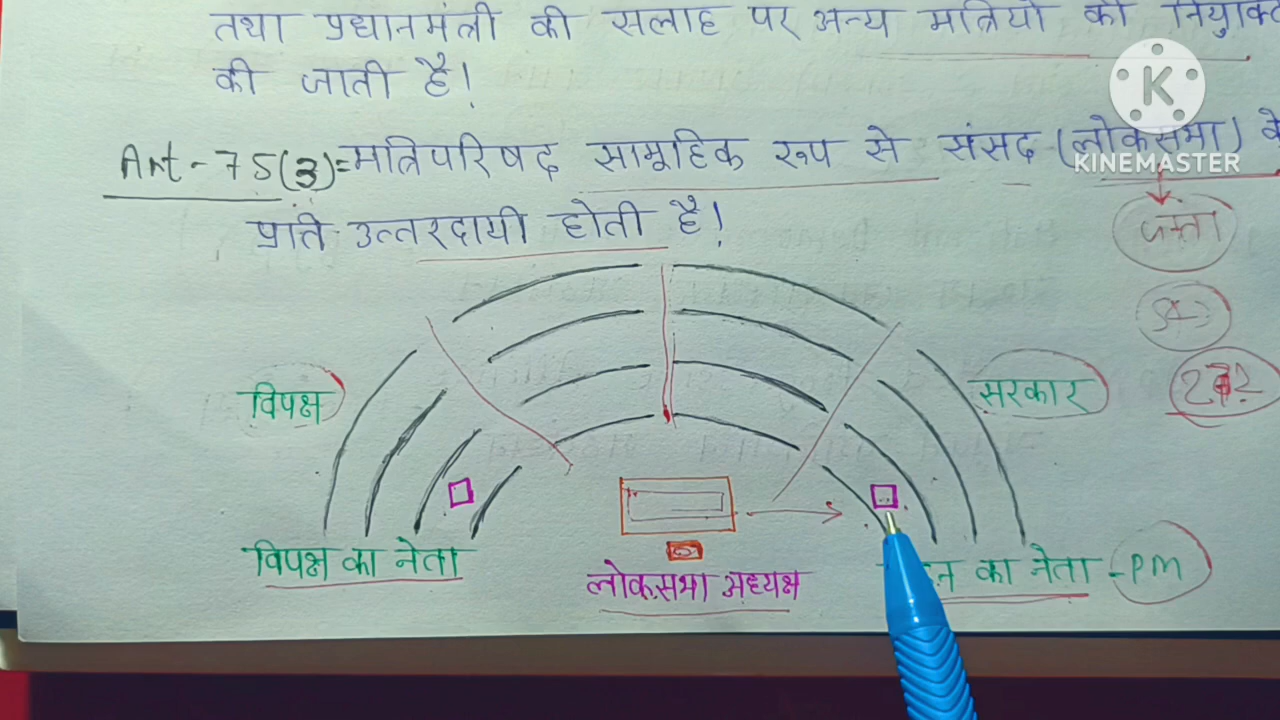 तथा प्रधानमंत्री की सलाह पर अन्य मंत्रियों की
की जाती है!
Art - 75(3)=मंत्रिपरिषद सामूहिक रूप से संसद (लोकसभा) के
प्रति उत्तरदायी होती है!
K
KINEMASTER
जनता
विपक्ष
सरकार
विपक्ष का नेता
लोकसभा अध्यक्ष
का नेता - PM